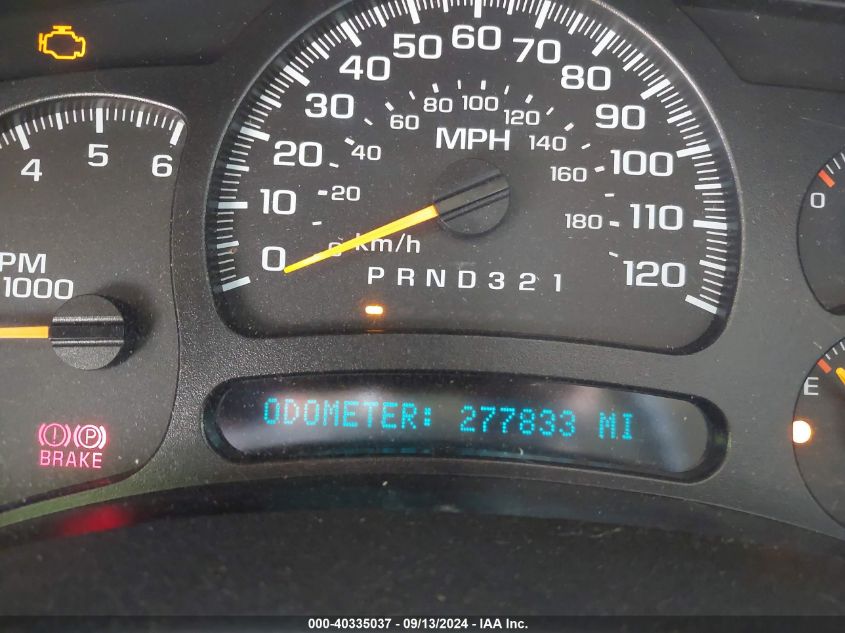 50 60 70
40 80
30 90
20 100
10 110
0 120
60 80 100 120
40 140
20 160
0 180
MPH
km/h
P R N D 3 2 1
4 5 6
PM
1000
O
E
(!) (P)
BRAKE
ODOMETER: 277833 MI
000-40335037 - 09/13/2024 - IAA Inc.